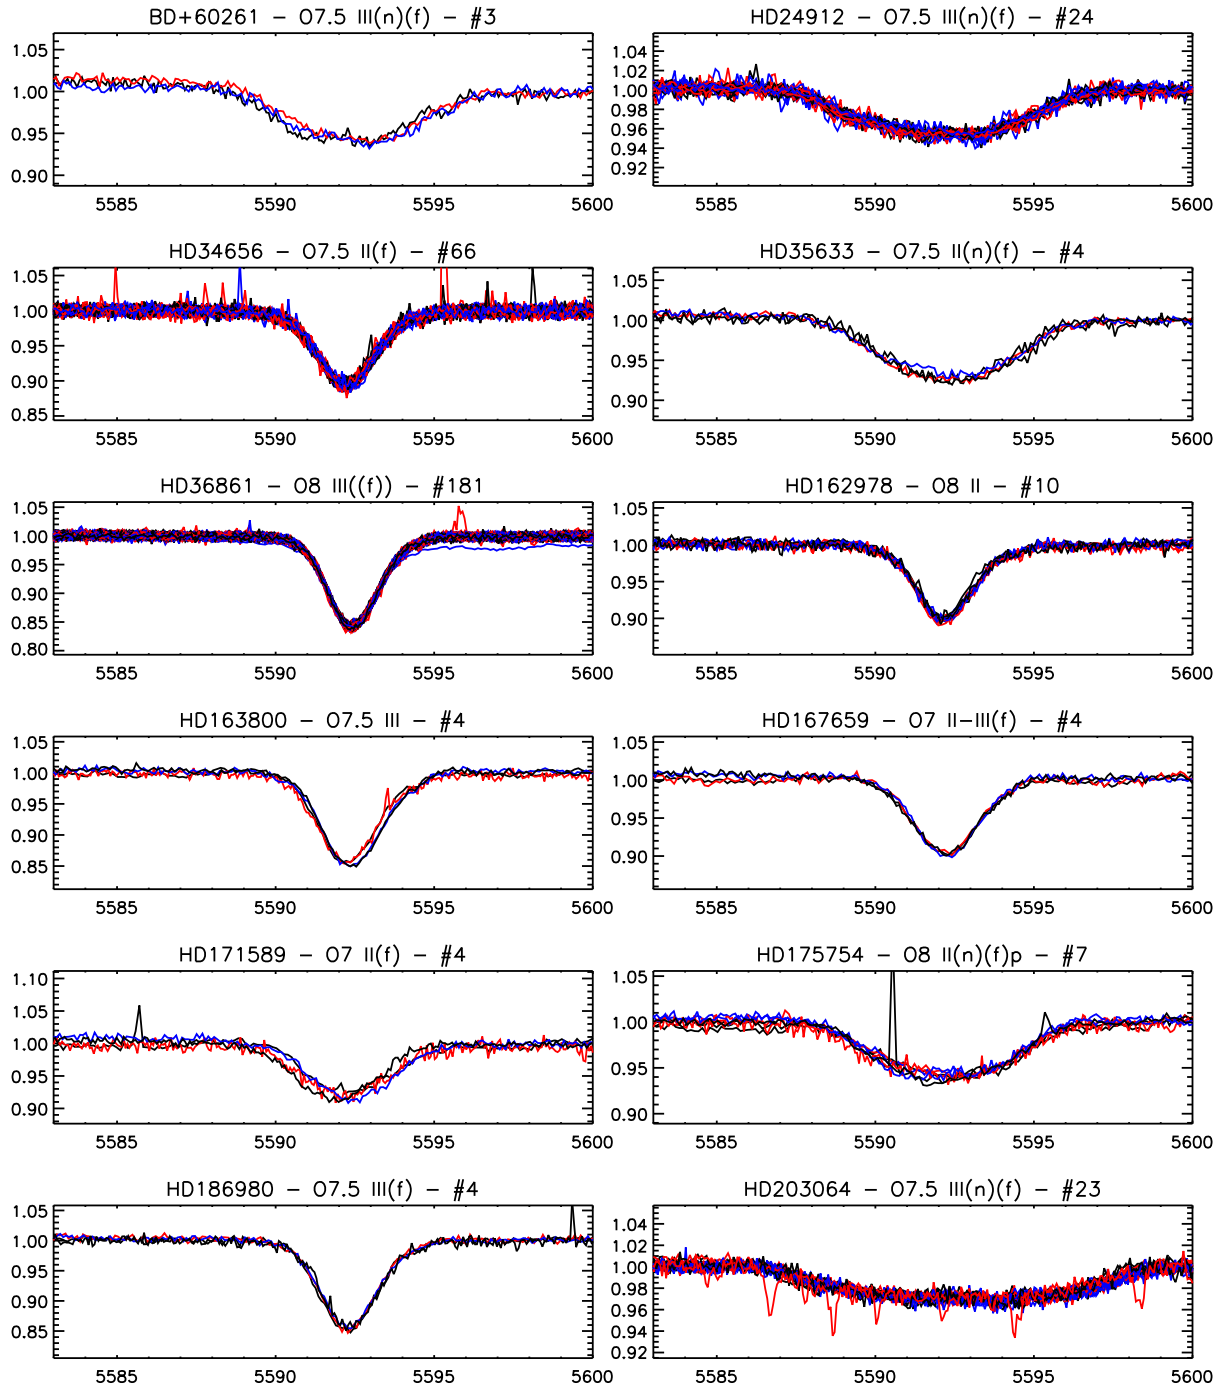 BD+60261 – O7.5 III(n)(f) – #3
1.05
1.00
0.95
0.90
5585 5590 5595 5600
HD24912 – O7.5 III(n)(f) – #24
1.04
1.02
1.00
0.98
0.96
0.94
0.92
5585 5590 5595 5600
HD34656 – O7.5 II(f) – #66
1.05
1.00
0.95
0.90
0.85
5585 5590 5595 5600
HD35633 – O7.5 II(n)(f) – #4
1.05
1.00
0.95
0.90
5585 5590 5595 5600
HD36861 – O8 III((f)) – #181
1.05
1.00
0.95
0.90
0.85
0.80
5585 5590 5595 5600
HD162978 – O8 II – #10
1.05
1.00
0.95
0.90
5585 5590 5595 5600
HD163800 – O7.5 III – #4
1.05
1.00
0.95
0.90
0.85
5585 5590 5595 5600
HD167659 – O7 II–III(f) – #4
1.05
1.00
0.95
0.90
5585 5590 5595 5600
HD171589 – O7 II(f) – #4
1.10
1.05
1.00
0.95
0.90
5585 5590 5595 5600
HD175754 – O8 II(n)(f)p – #7
1.05
1.00
0.95
0.90
5585 5590 5595 5600
HD186980 – O7.5 III(f) – #4
1.05
1.00
0.95
0.90
0.85
5585 5590 5595 5600
HD203064 – O7.5 III(n)(f) – #23
1.04
1.02
1.00
0.98
0.96
0.94
0.92
5585 5590 5595 5600